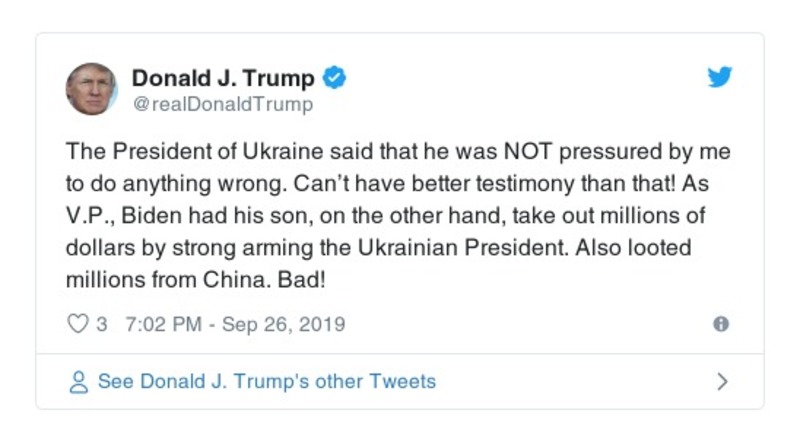 Donald J. Trump
@realDonaldTrump
The President of Ukraine said that he was NOT pressured by me
to do anything wrong. Can’t have better testimony than that! As
V.P., Biden had his son, on the other hand, take out millions of
dollars by strong arming the Ukrainian President. Also looted
millions from China. Bad!
3 7:02 PM - Sep 26, 2019
See Donald J. Trump's other Tweets